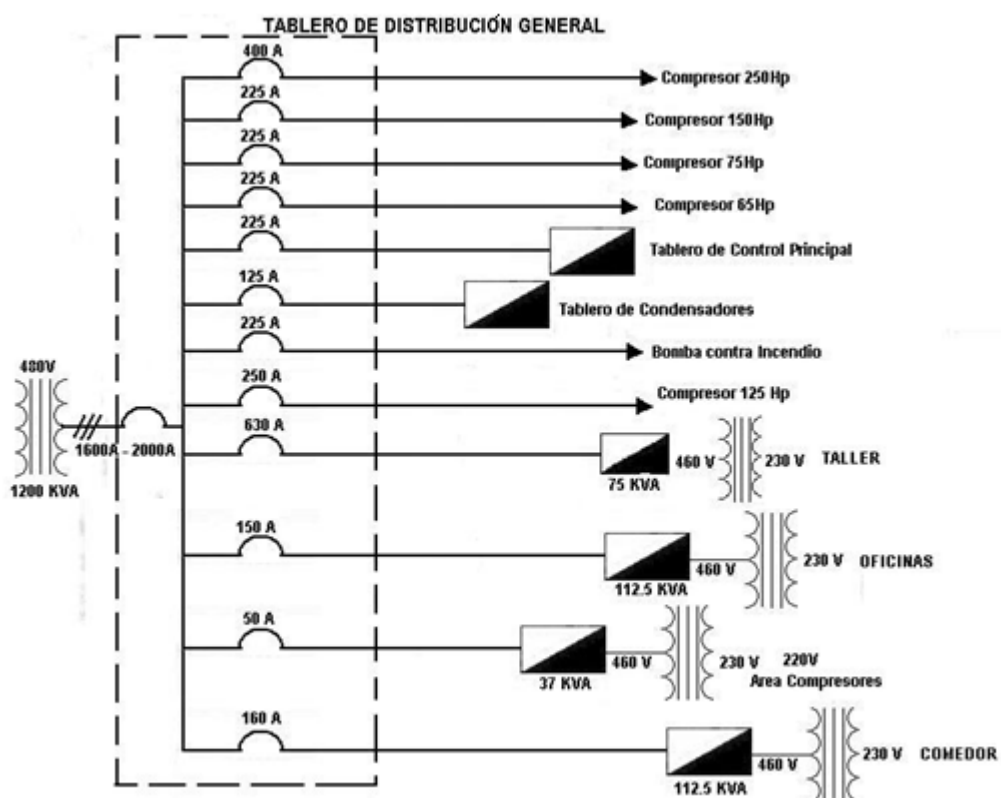 TABLERO DE DISTRIBUCIÓN GENERAL
400 A
Compresor 250Hp
225 A
Compresor 150Hp
225 A
Compresor 75Hp
225 A
Compresor 65Hp
225 A
Tablero de Control Principal
125 A
Tablero de Condensadores
225 A
Bomba contra Incendio
480V
250 A
Compresor 125 Hp
630 A
1600A - 2000A
460 V
230 V
TALLER
75 KVA
1200 KVA
150 A
460 V
230 V
OFICINAS
112.5 KVA
50 A
460 V
230 V
220V
Area Compresores
37 KVA
160 A
460 V
230 V
COMEDOR
112.5 KVA